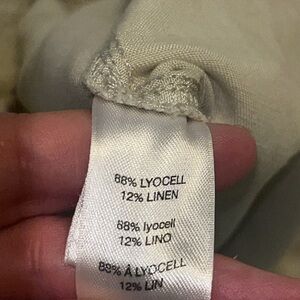 88% LYOCELL
12% LINEN
88% lyocell
12% LINO
88% Á LYOCELL
12% LIN